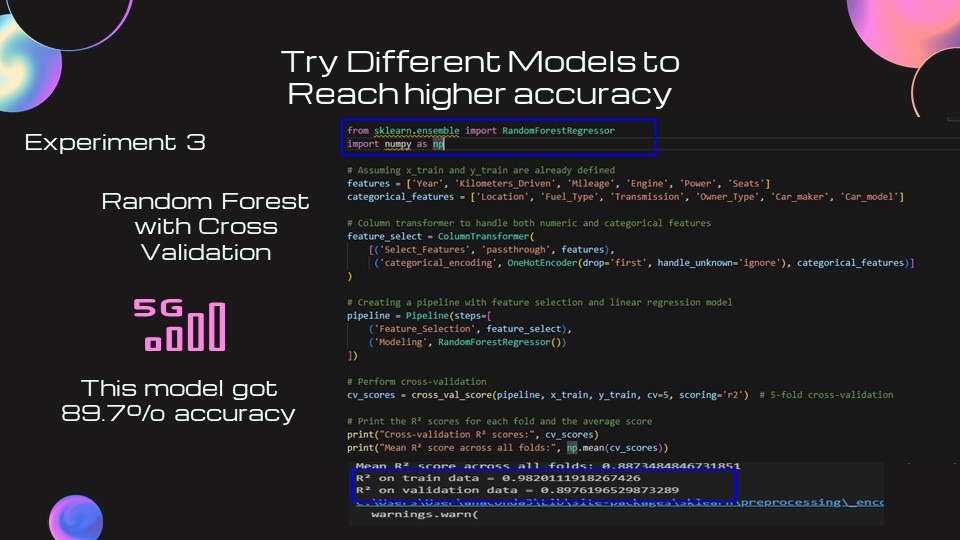 Try Different Models to
Reach higher accuracy
Experiment 3
Random Forest
with Cross
Validation
5G
This model got
89.7% accuracy
from sklearn.ensemble import RandomForestRegressor
import numpy as np
# Assuming x_train and y_train are already defined
features = ['Year', 'Kilometers_Driven', 'Mileage', 'Engine', 'Power', 'Seats']
categorical_features = ['Location', 'Fuel_Type', 'Transmission', 'Owner_Type', 'Car_maker', 'Car_model']
# Column transformer to handle both numeric and categorical features
feature_select = ColumnTransformer(
[('Select_Features', 'passthrough', features),
('categorical_encoding', OneHotEncoder(drop='first', handle_unknown='ignore'), categorical_features)]
)
# Creating a pipeline with feature selection and linear regression model
pipeline = Pipeline(steps=[
('Feature_Selection', feature_select),
('Modeling', RandomForestRegressor())
])
# Perform cross-validation
cv_scores = cross_val_score(pipeline, x_train, y_train, cv=5, scoring='r2')  # 5-fold cross-validation
# Print the R² scores for each fold and the average score
print("Cross-validation R² scores:", cv_scores)
print("Mean R² score across all folds:", np.mean(cv_scores))
Mean R² score across all folds: 0.8873484846731851
R² on train data = 0.9820111918267426
R² on validation data = 0.8976196529873289
c:\Users\User\anaconda3\Lib\site-packages\sklearn\preprocessing\_enco
warnings.warn(